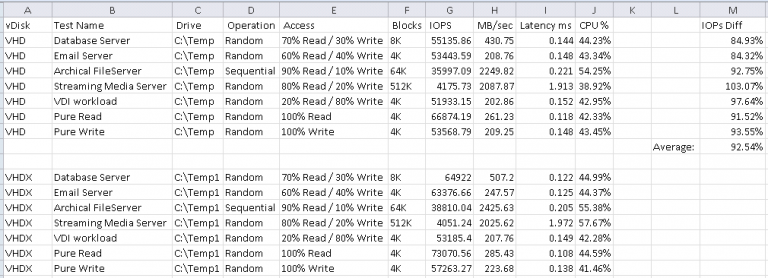 A B C D E F G H I J K L M
vDisk Test Name Drive Operation Access Blocks IOPS MB/sec Latency ms CPU % IOPs Diff
VHD Database Server C:\Temp Random 70% Read / 30% Write 8K 55135.86 430.75 0.144 44.23% 84.93%
VHD Email Server C:\Temp Random 60% Read / 40% Write 4K 53443.59 208.76 0.148 43.34% 84.32%
VHD Archical FileServer C:\Temp Sequential 90% Read / 10% Write 64K 35997.09 2249.82 0.221 54.25% 92.75%
VHD Streaming Media Server C:\Temp Random 80% Read / 20% Write 512K 4175.73 2087.87 1.913 38.92% 103.07%
VHD VDI workload C:\Temp Random 20% Read / 80% Write 4K 51933.15 202.86 0.152 42.95% 97.64%
VHD Pure Read C:\Temp Random 100% Read 4K 66874.19 261.23 0.118 42.33% 91.52%
VHD Pure Write C:\Temp Random 100% Write 4K 53568.79 209.25 0.148 43.45% 93.55%
Average: 92.54%
VHDX Database Server C:\Temp1 Random 70% Read / 30% Write 8K 64922 507.2 0.122 44.99%
VHDX Email Server C:\Temp1 Random 60% Read / 40% Write 4K 63376.66 247.57 0.125 44.37%
VHDX Archical FileServer C:\Temp1 Sequential 90% Read / 10% Write 64K 38810.04 2425.63 0.205 55.38%
VHDX Streaming Media Server C:\Temp1 Random 80% Read / 20% Write 512K 4051.24 2025.62 1.972 57.67%
VHDX VDI workload C:\Temp1 Random 20% Read / 80% Write 4K 53185.4 207.76 0.149 42.28%
VHDX Pure Read C:\Temp1 Random 100% Read 4K 73070.56 285.43 0.108 44.59%
VHDX Pure Write C:\Temp1 Random 100% Write 4K 57263.27 223.68 0.138 41.46%